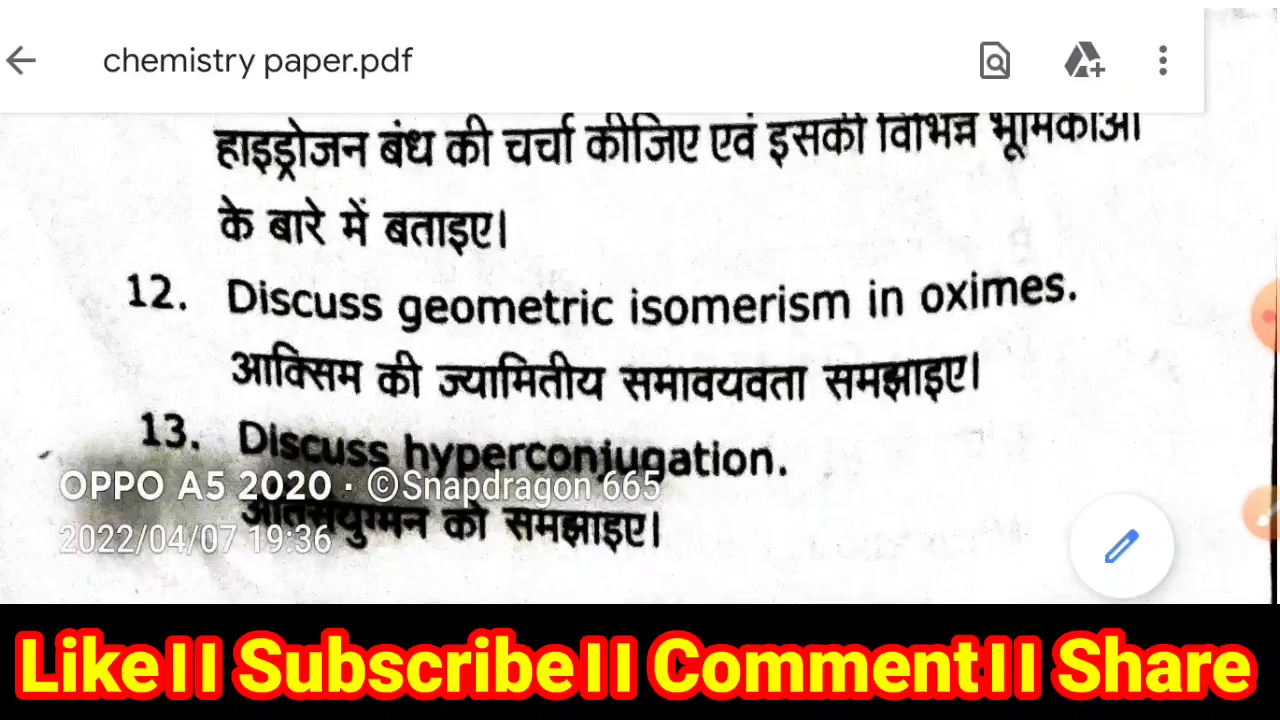 chemistry paper.pdf
हाइड्रोजन बंध की चर्चा कीजिए एवं इसकी विभिन्न भूमिकाओं
के बारे में बताइए।
12. Discuss geometric isomerism in oximes.
आक्सिम की ज्यामितीय समावयवता समझाइए।
13. Discuss hyperconjugation.
OPPO A5 2020 · ©Snapdragon 665
अतिसंयुग्मन को समझाइए।
2022/04/07 19:36
Like।। Subscribe।। Comment।। Share